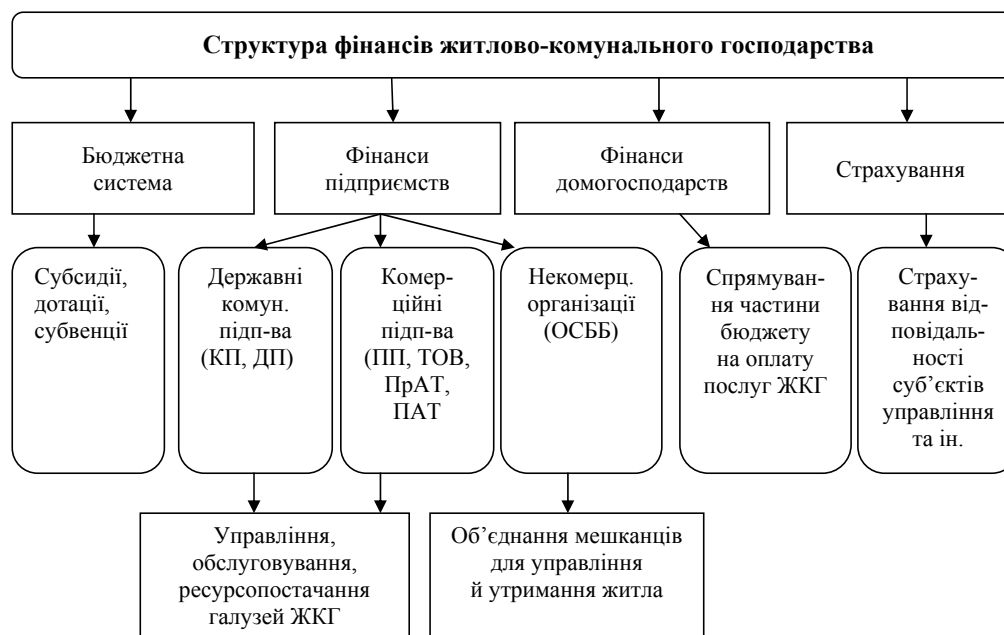 Структура фінансів житлово-комунального господарства
Бюджетна
система
Фінанси
підприємств
Фінанси
домогосподарств
Страхування
Субсидії,
дотації,
субвенції
Державні
комун.
підп-ва
(КП, ДП)
Комер-
ційні
підп-ва
(ПП, ТОВ,
ПрАТ,
ПАТ
Некомерц.
організації
(ОСББ)
Спрямуван-
ня частини
бюджету
на оплату
послуг ЖКГ
Страху-
вання від-
повідаль-
ності
суб’єктів
управління
та ін.
Управління,
обслуговування,
ресурсопостачання
галузей ЖКГ
Об’єднання мешканців
для управління
й утримання житла